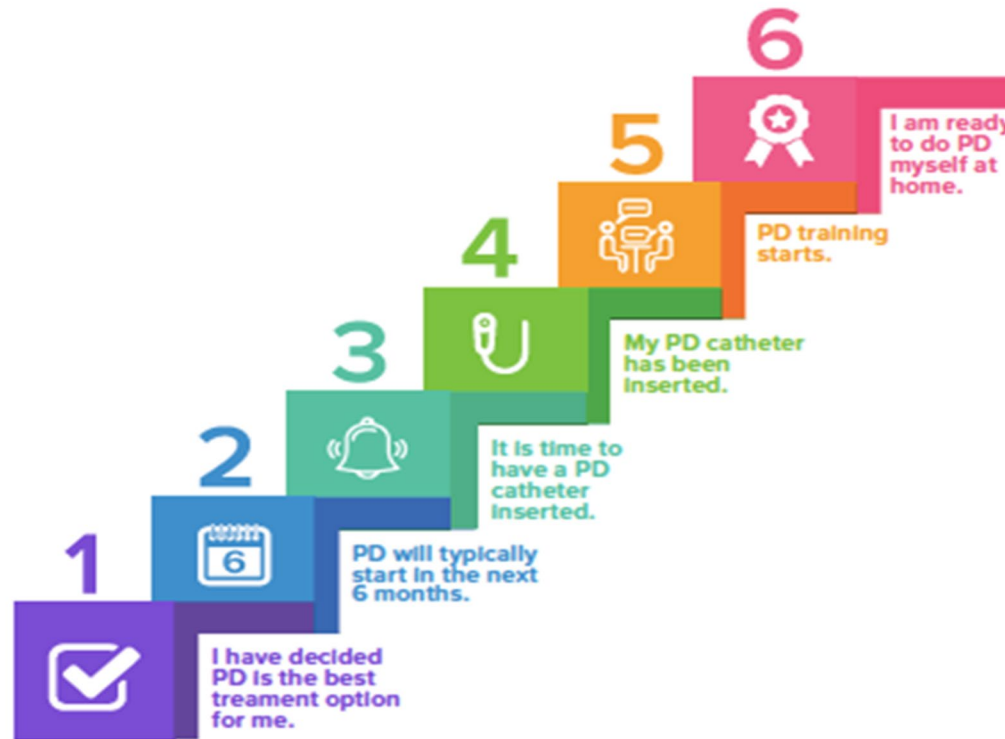 1
I have decided
PD is the best
treament option
for me.
2
6
PD will typically
start in the next
6 months.
3
It is time to
have a PD
catheter
inserted.
4
My PD catheter
has been
inserted.
5
PD training
starts.
6
I am ready
to do PD
myself at
home.